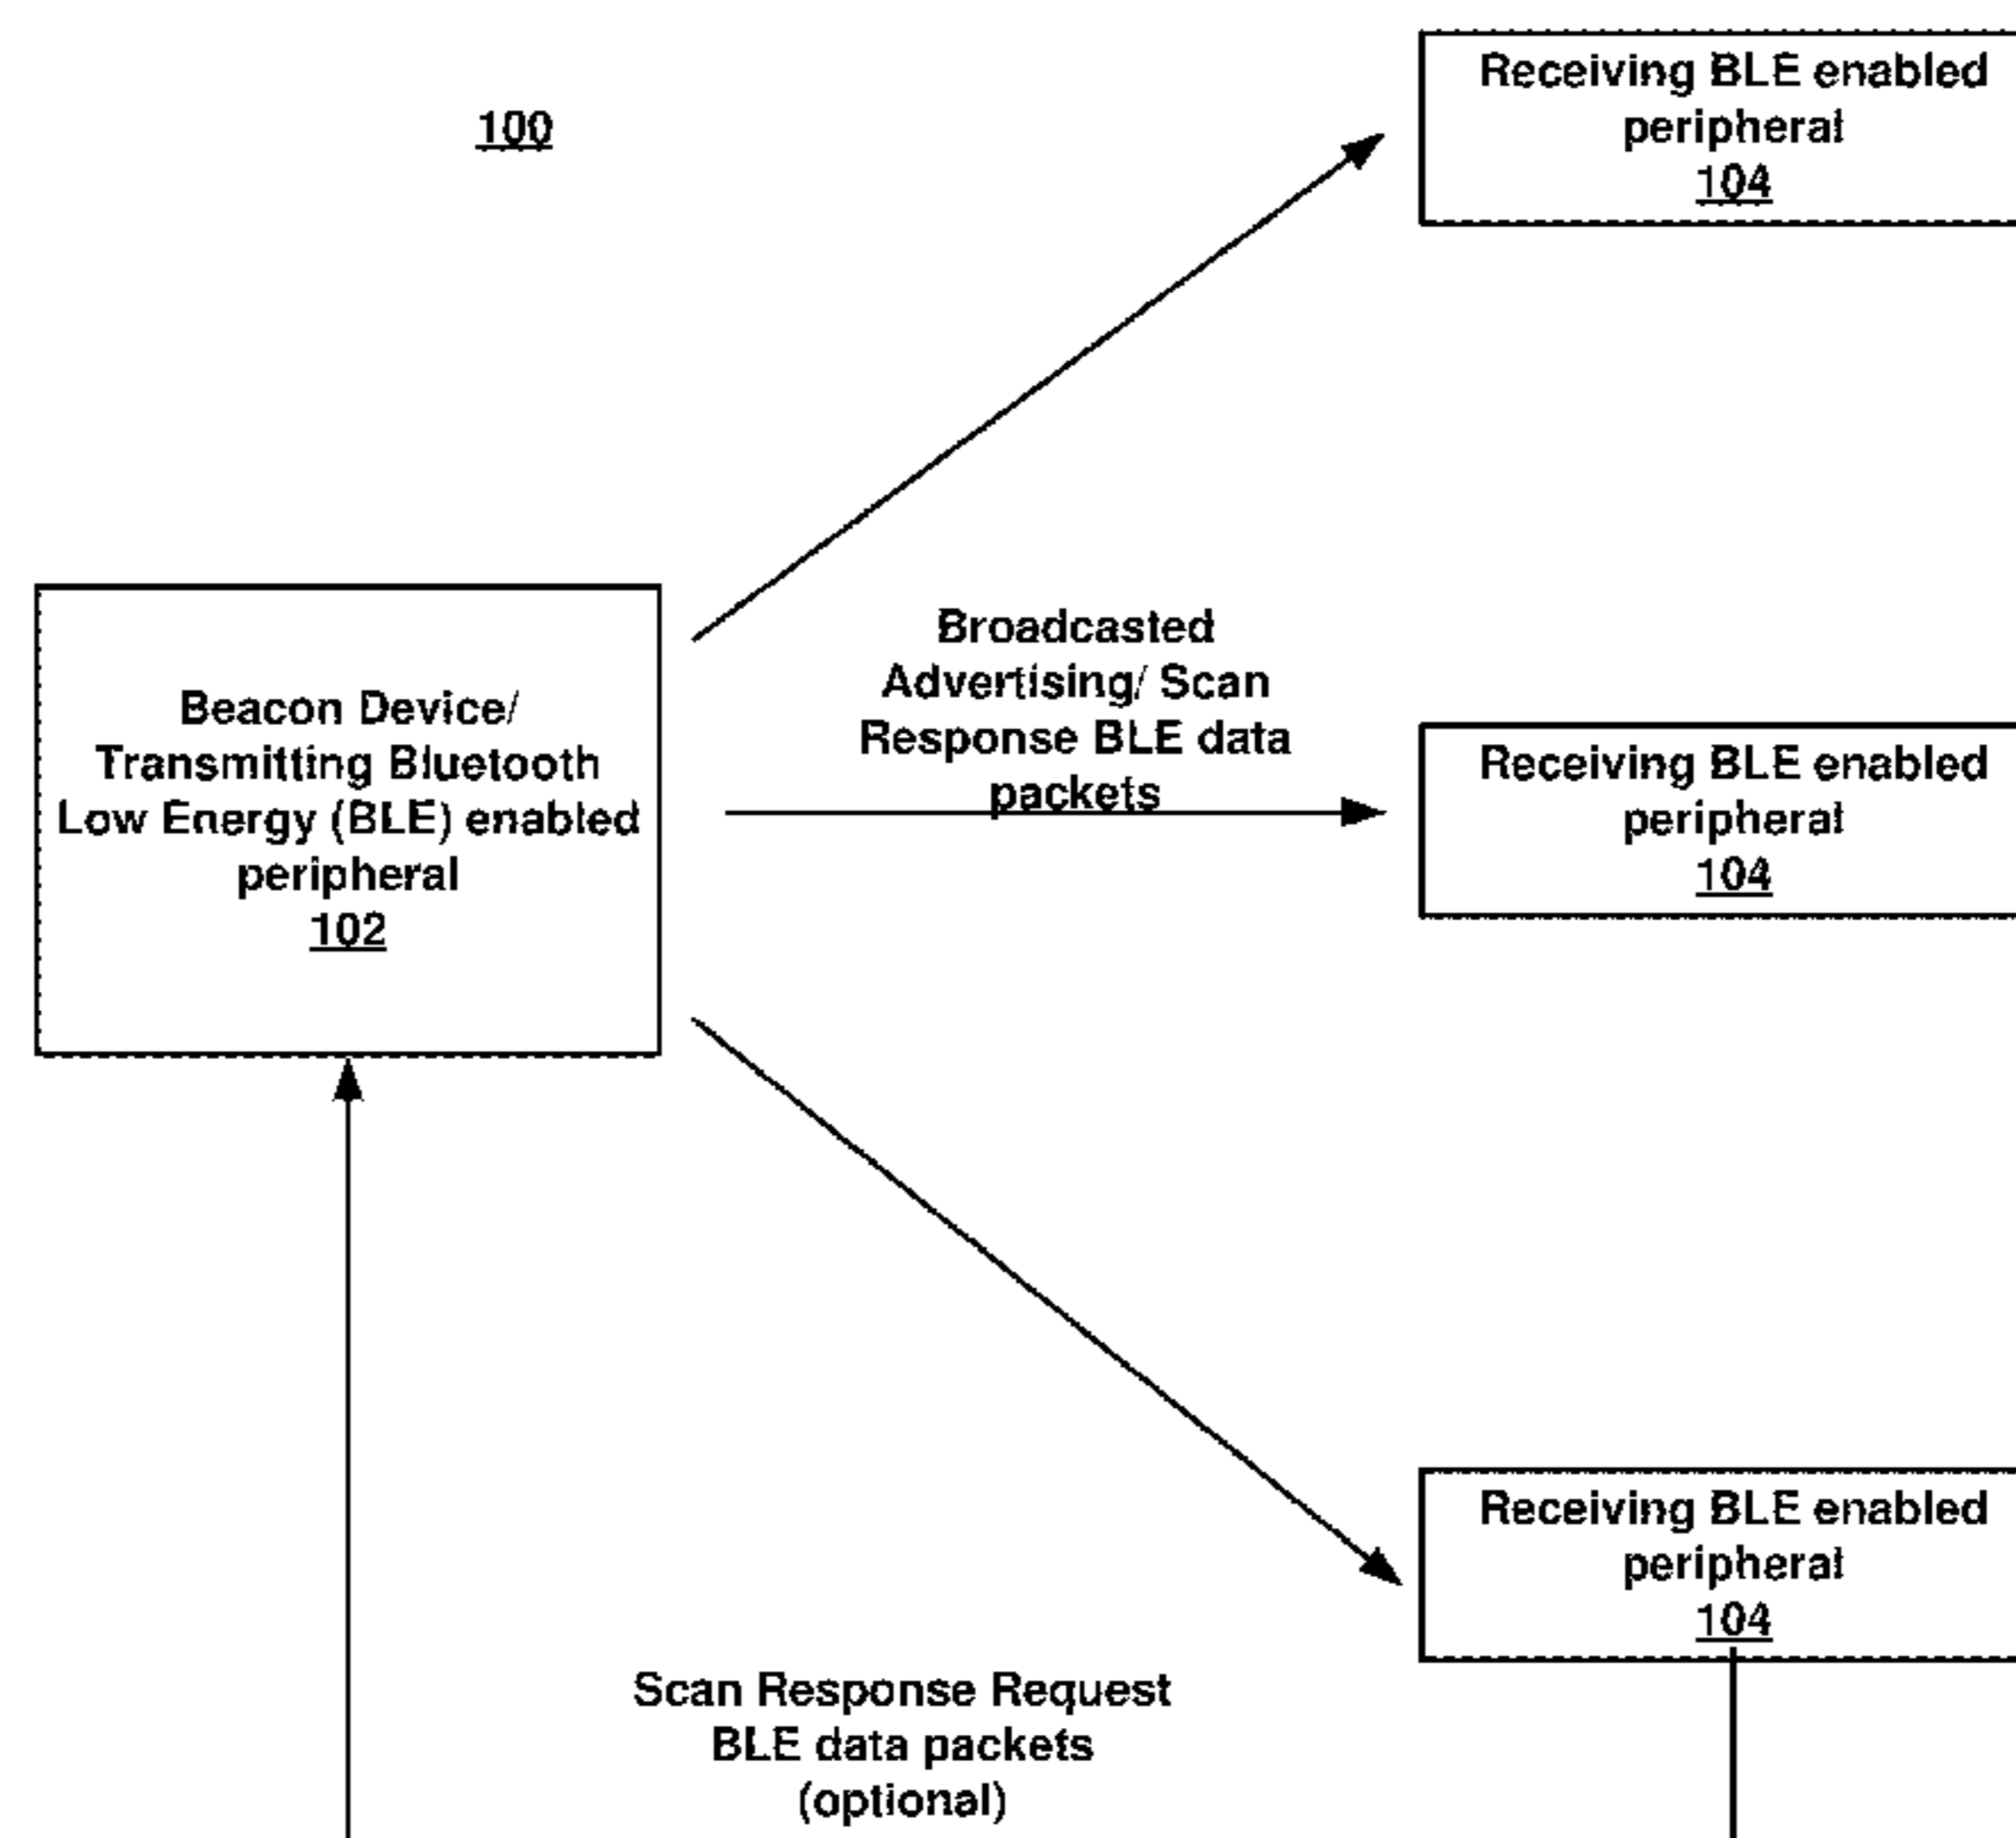 100
Receiving BLE enabled
peripheral
104
Beacon Device/
Transmitting Bluetooth
Low Energy (BLE) enabled
peripheral
102
Broadcasted
Advertising/ Scan
Response BLE data
packets
Receiving BLE enabled
peripheral
104
Receiving BLE enabled
peripheral
104
Scan Response Request
BLE data packets
(optional)